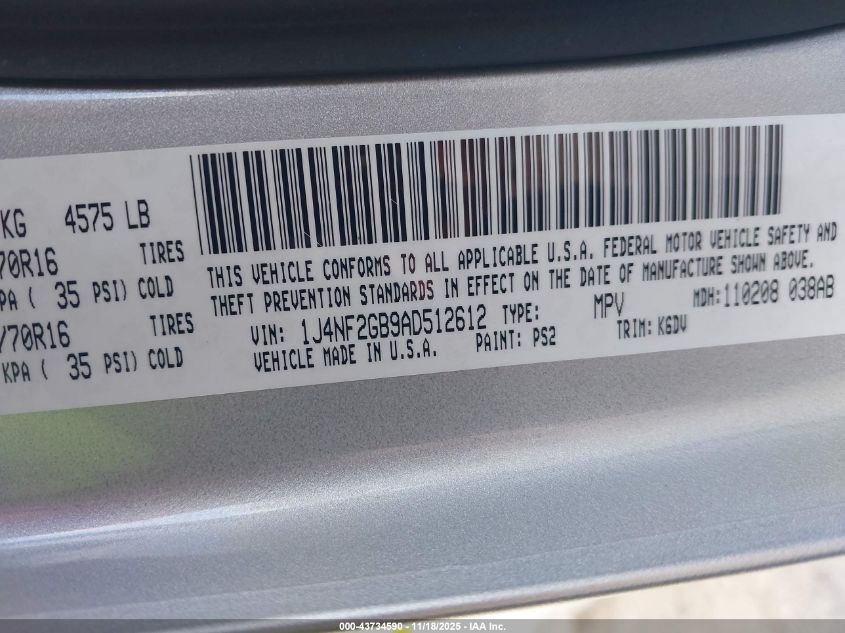 KG 4575 LB
70R16 TIRES
PA ( 35 PSI) COLD
/70R16 TIRES
KPA ( 35 PSI) COLD
THIS VEHICLE CONFORMS TO ALL APPLICABLE U.S.A. FEDERAL MOTOR VEHICLE SAFETY AND
THEFT PREVENTION STANDARDS IN EFFECT ON THE DATE OF MANUFACTURE SHOWN ABOVE.
VIN: 1J4NF2GB9AD512612 TYPE: MPV MDH:110208 038AB
VEHICLE MADE IN U.S.A. PAINT: PS2 TRIM: K6DV
000-43734590 — 11/18/2025 — IAA Inc.